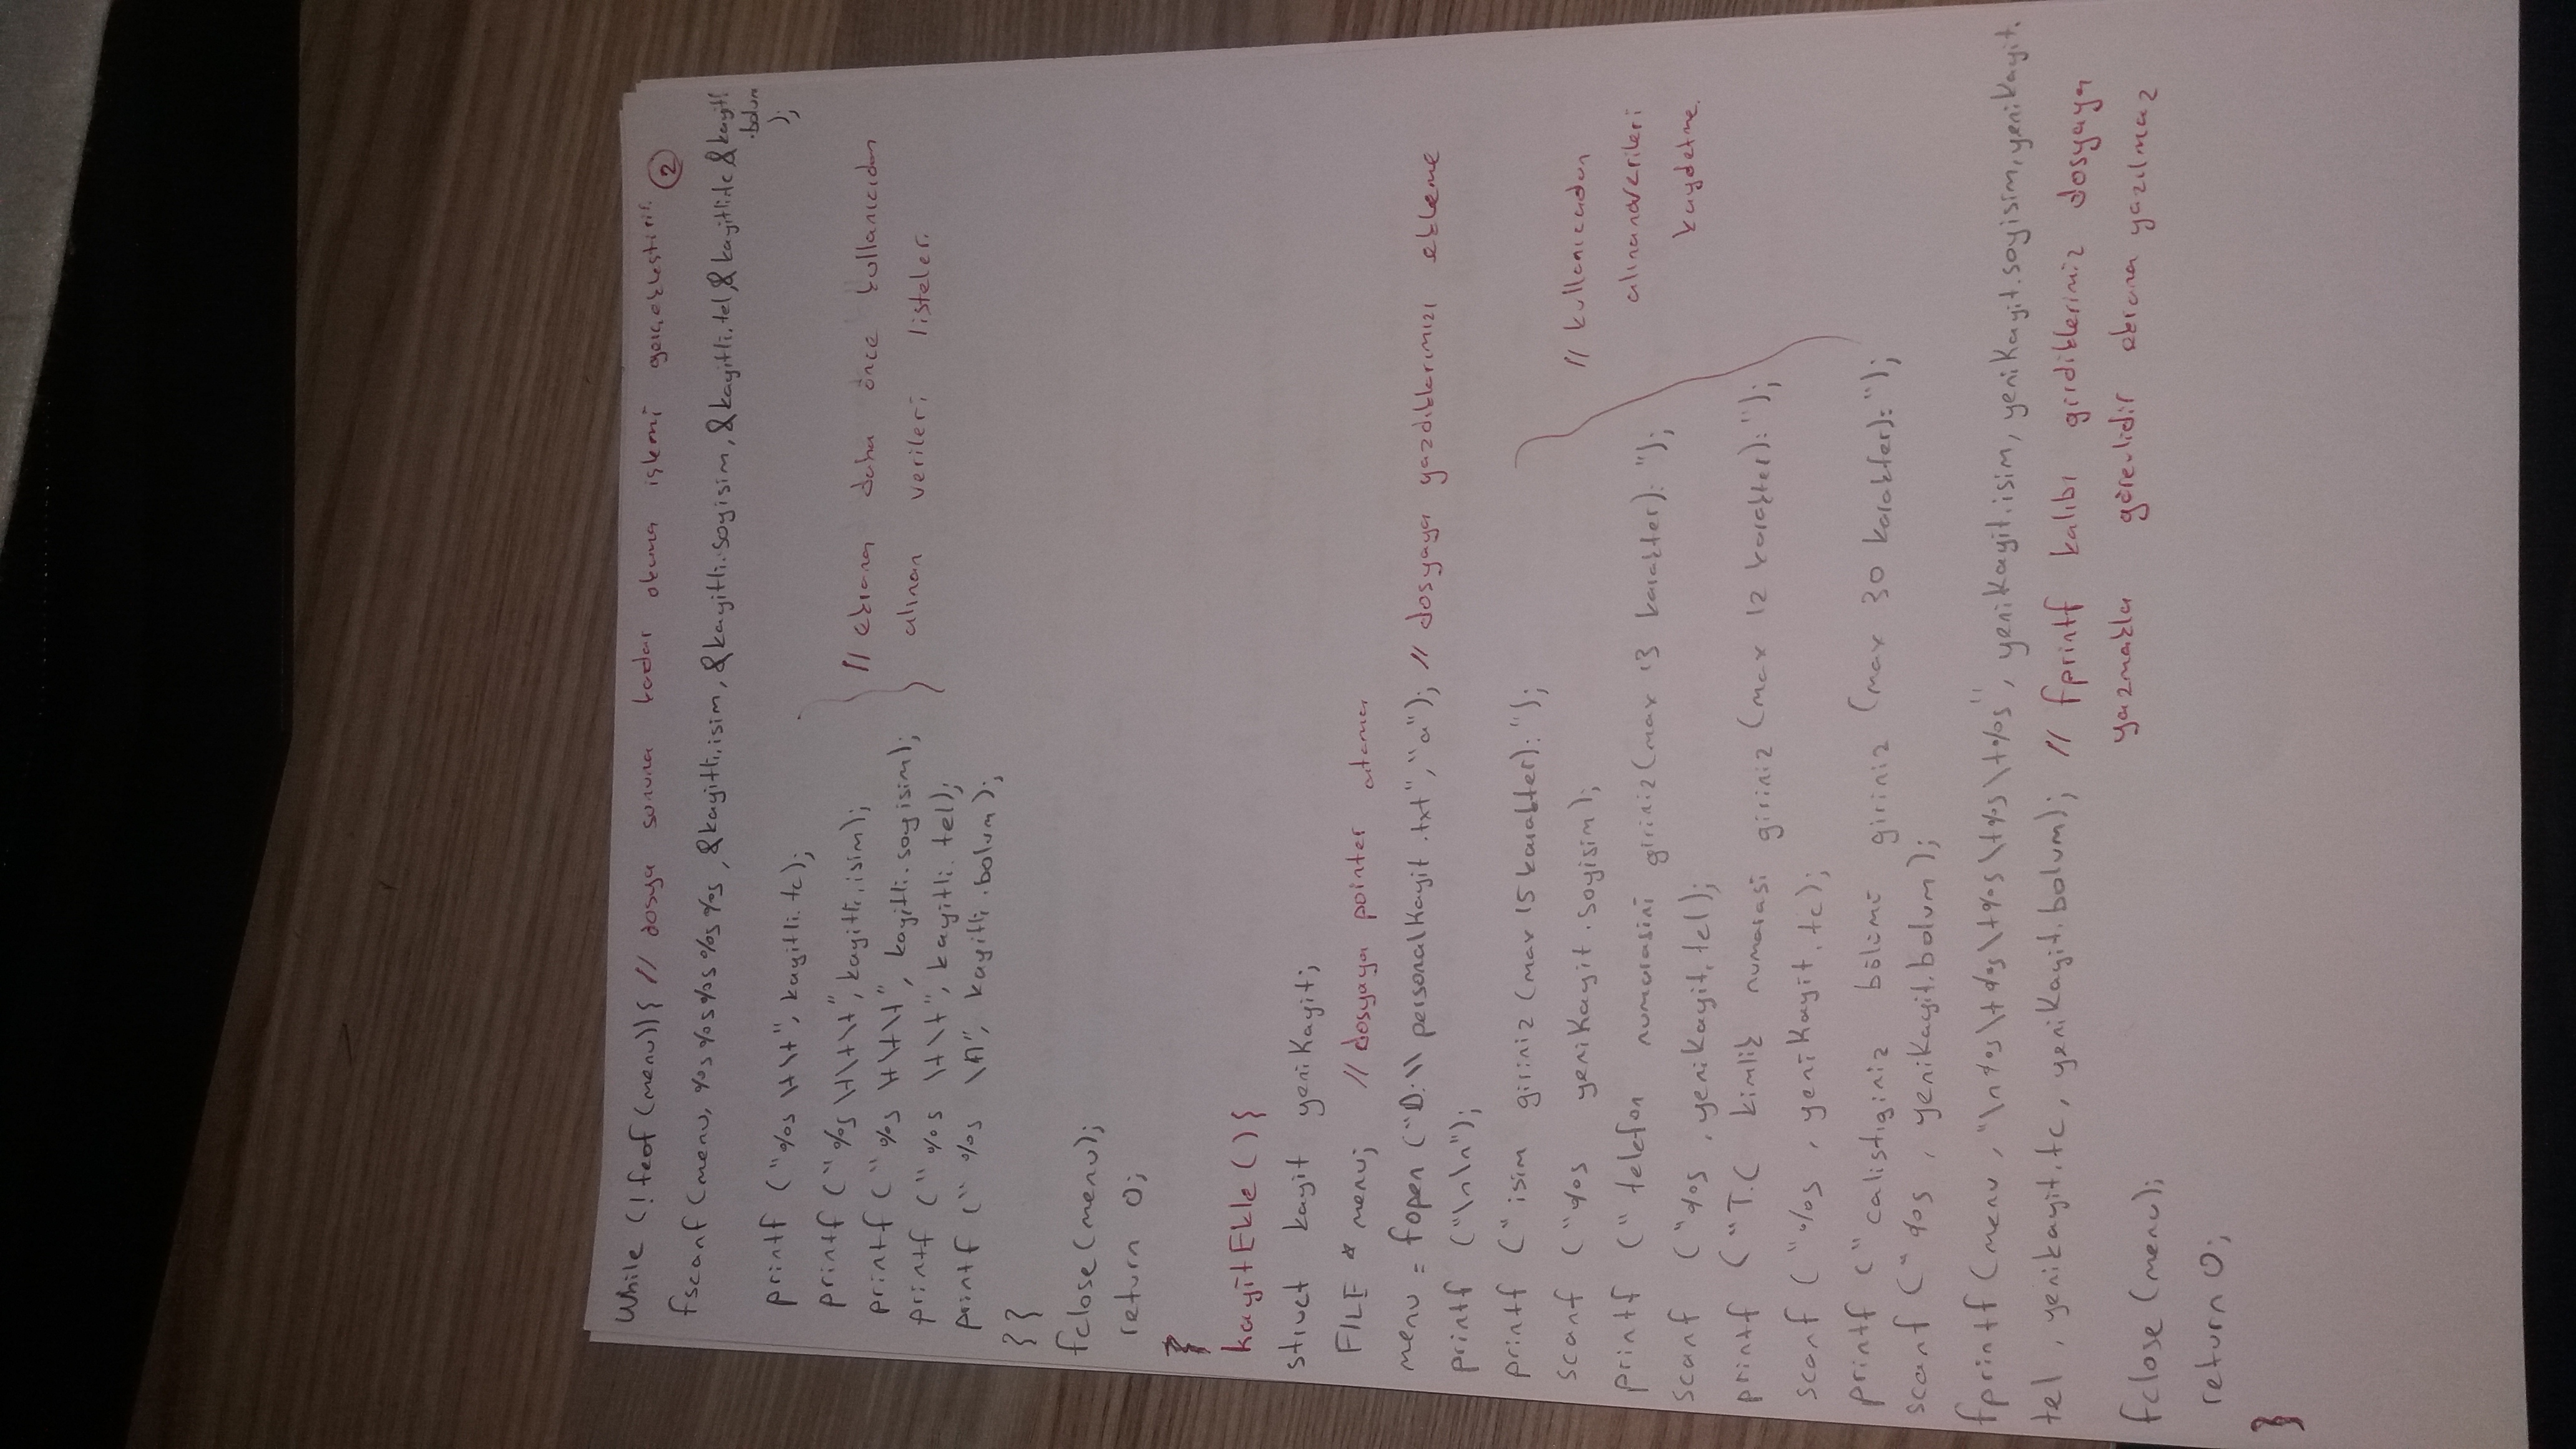 While (! feof (menu)) { // dosya sonuna kadar okuma işlemi gerçekleştirir. 2
fscanf (menu, %s %s %s %s %s , &kayitli.isim, &kayitli.soyisim, &kayitli.tel, & kayitli.tc & kayitli
.bolum
);
printf ("%s \t\t", kayitli.tc);
printf ("%s \t\t\t", kayitli.isim);
printf (" %s \t\t\t", kayitli.soyisim);
printf (" %s \t\t", kayitli.tel);
printf (" %s \n", kayitli.bolum);
// ekrana daha önce kullanıcıdan
alınan verileri listeler.
}}
fclose(menu);
return 0;
}
kayitEkle () {
struct kayit yeniKayit;
FILE * menu; // dosyaya pointer atama
menu = fopen ("D:\\ personalKayit.txt","a"); // dosyaya yazdıklarımızı ekleme
printf ("\n\n");
printf (" isim giriniz (max 15 karakter): ");
scanf ("%s yeniKayit.soyisim);
printf (" telefon numarasini giriniz (max 13 karakter): ");
scanf ("%s , yeniKayit.tel);
printf ("T.C kimlik numarasi giriniz (max 12 karakter): ");
scanf ("%s , yeniKayit.tc);
printf (" calistiginiz bölümü giriniz (max 30 karakter): ");
scanf (" %s , yeniKayit.bolum);
// kullanıcıdan
alınan verileri
kaydetme.
fprintf (menu , "\n%s\t%s\t%s\t%s\t%s", yeniKayit.isim, yeniKayit.soyisim, yeniKayit.
tel , yenikayit.tc, yeniKayit.bolum); // fprintf kalıbı girdiklerimiz dosyaya
yazmakla görevlidir ekrana yazılmaz
fclose (menu);
return 0;
}